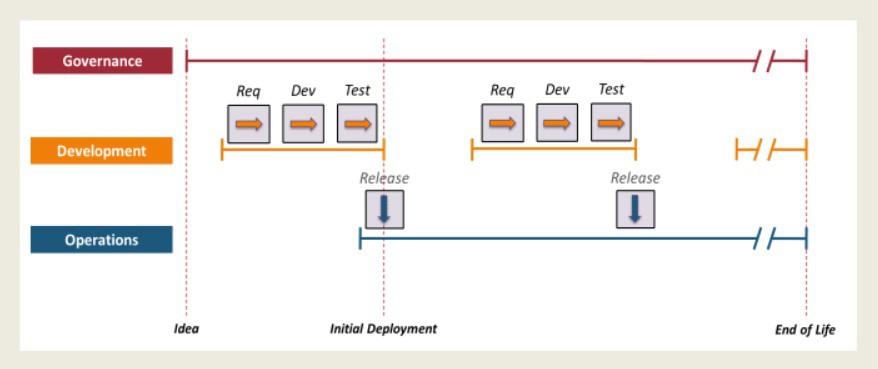 Governance
Req Dev Test Req Dev Test
Development
Release Release
Operations
Idea Initial Deployment End of Life